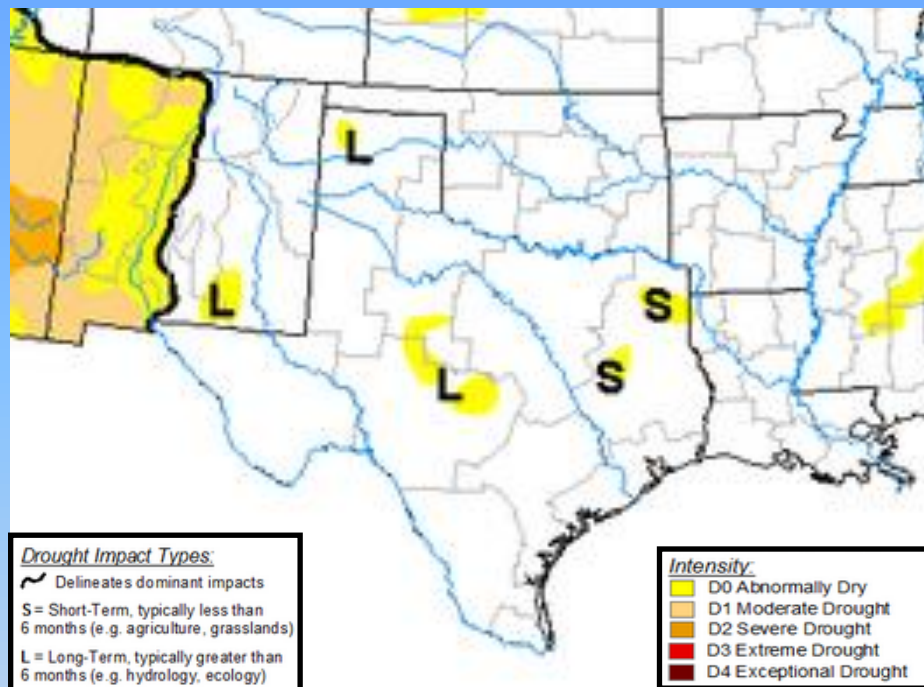 L
L
S
S
L
Drought Impact Types:
Delineates dominant impacts
S = Short-Term, typically less than
6 months (e.g. agriculture, grasslands)
L = Long-Term, typically greater than
6 months (e.g. hydrology, ecology)
Intensity:
D0 Abnormally Dry
D1 Moderate Drought
D2 Severe Drought
D3 Extreme Drought
D4 Exceptional Drought